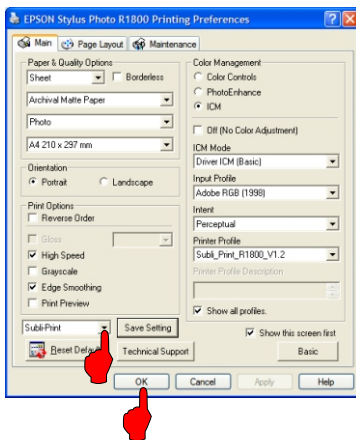 EPSON Stylus Photo R1800 Printing Preferences
Main
Page Layout
Maintenance
Paper & Quality Options
Sheet
Borderless
Archival Matte Paper
Photo
A4 210 x 297 mm
Orientation
Portrait
Landscape
Print Options
Reverse Order
Gloss
High Speed
Grayscale
Edge Smoothing
Print Preview
Color Management
Color Controls
PhotoEnhance
ICM
Off (No Color Adjustment)
ICM Mode
Driver ICM (Basic)
Input Profile
Adobe RGB (1998)
Intent
Perceptual
Printer Profile
Subli_Print_R1800_V1.2
Printer Profile Description
Show all profiles.
Subli-Print
Save Setting
Show this screen first
Reset
Technical Support
Basic
OK
Cancel
Apply
Help